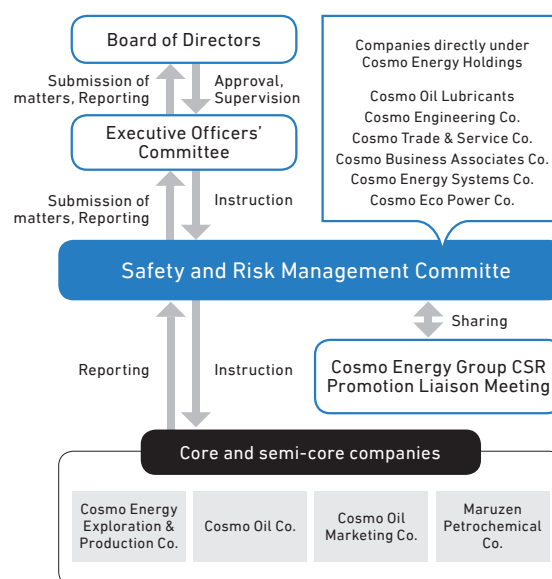 Board of Directors
Submission of
matters, Reporting
Approval,
Supervision
Executive Officers'
Committee
Submission of
matters, Reporting
Instruction
Companies directly under
Cosmo Energy Holdings
Cosmo Oil Lubricants
Cosmo Engineering Co.
Cosmo Trade & Service Co.
Cosmo Business Associates Co.
Cosmo Energy Systems Co.
Cosmo Eco Power Co.
Safety and Risk Management Committe
Sharing
Reporting
Instruction
Cosmo Energy Group CSR
Promotion Liaison Meeting
Core and semi-core companies
Cosmo Energy
Exploration &
Production Co.
Cosmo Oil Co.
Cosmo Oil
Marketing Co.
Maruzen
Petrochemical
Co.